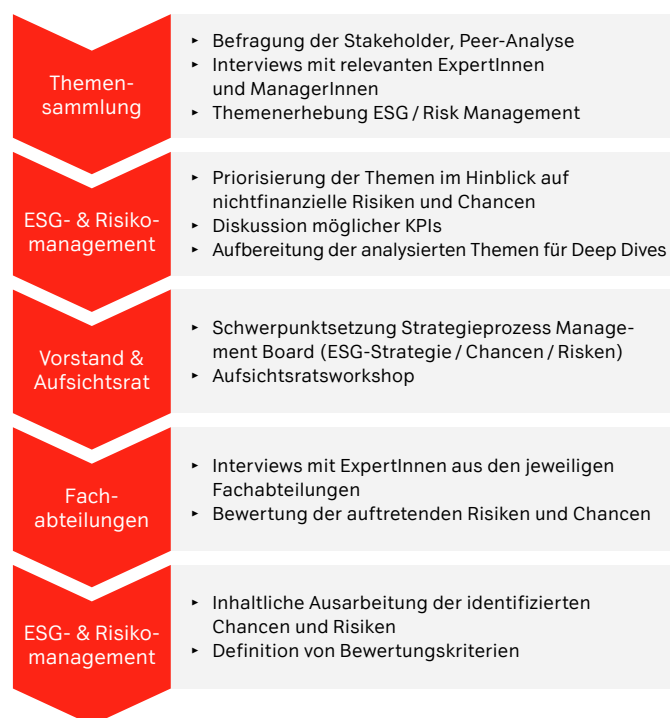 Themen-
sammlung
▸ Befragung der Stakeholder, Peer-Analyse
▸ Interviews mit relevanten ExpertInnen
und ManagerInnen
▸ Themenerhebung ESG / Risk Management
ESG- & Risiko-
management
▸ Priorisierung der Themen im Hinblick auf
nichtfinanzielle Risiken und Chancen
▸ Diskussion möglicher KPIs
▸ Aufbereitung der analysierten Themen für Deep Dives
Vorstand &
Aufsichtsrat
▸ Schwerpunktsetzung Strategieprozess Manage-
ment Board (ESG-Strategie / Chancen / Risken)
▸ Aufsichtsratsworkshop
Fach-
abteilungen
▸ Interviews mit ExpertInnen aus den jeweiligen
Fachabteilungen
▸ Bewertung der auftretenden Risiken und Chancen
ESG- & Risiko-
management
▸ Inhaltliche Ausarbeitung der identifizierten
Chancen und Risiken
▸ Definition von Bewertungskriterien